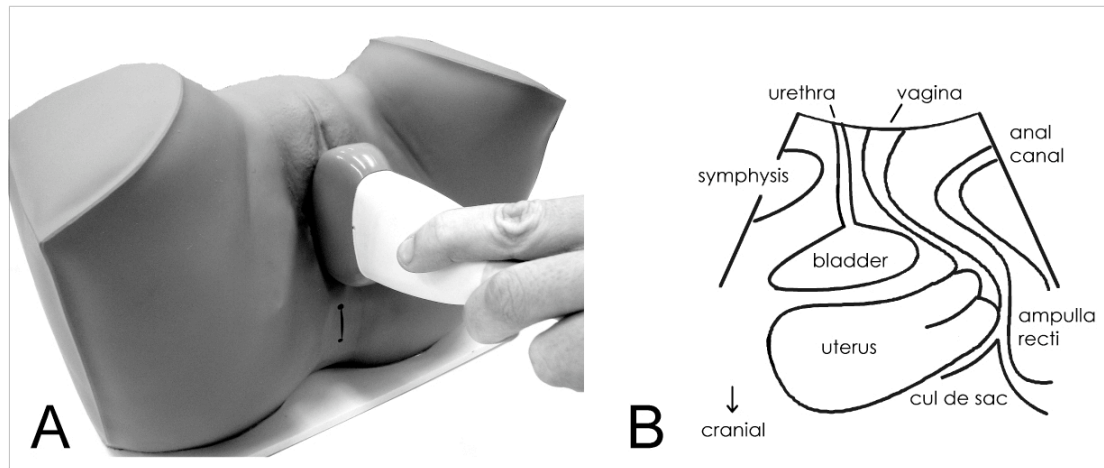 urethra
vagina
anal
canal
symphysis
bladder
ampulla
recti
uterus
cul de sac
cranial
A
B